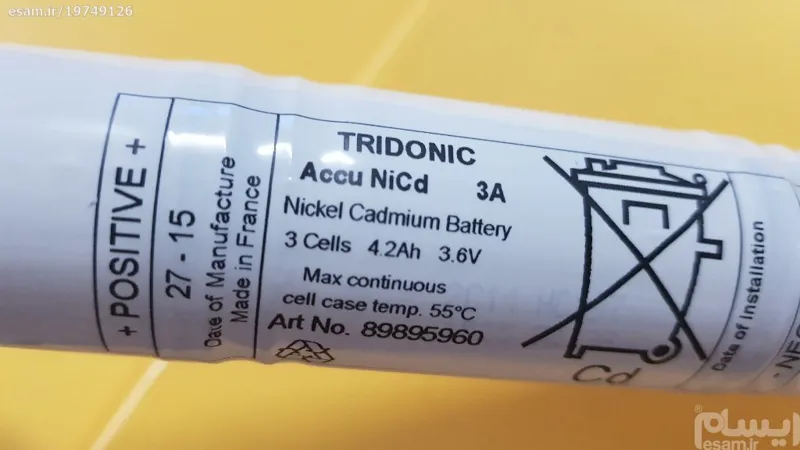 esam.ir/19749126
+ POSITIVE +
27 - 15
Date of Manufacture
Made in France
TRIDONIC
Accu NiCd 3A
Nickel Cadmium Battery
3 Cells 4.2Ah 3.6V
Max continuous
cell case temp. 55°C
Art No. 89895960
Cd
Date of Installation
ایسام
esam.ir